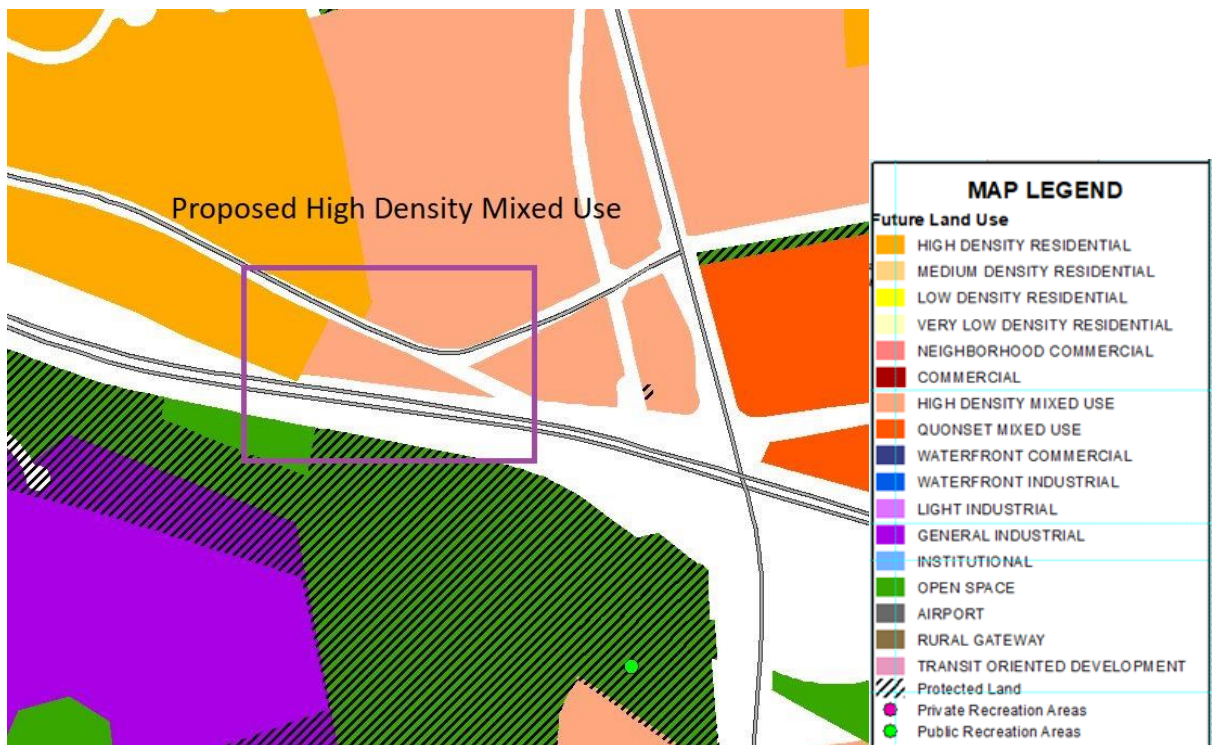 Proposed High Density Mixed Use
MAP LEGEND
Future Land Use
HIGH DENSITY RESIDENTIAL
MEDIUM DENSITY RESIDENTIAL
LOW DENSITY RESIDENTIAL
VERY LOW DENSITY RESIDENTIAL
NEIGHBORHOOD COMMERCIAL
COMMERCIAL
HIGH DENSITY MIXED USE
QUONSET MIXED USE
WATERFRONT COMMERCIAL
WATERFRONT INDUSTRIAL
LIGHT INDUSTRIAL
GENERAL INDUSTRIAL
INSTITUTIONAL
OPEN SPACE
AIRPORT
RURAL GATEWAY
TRANSIT ORIENTED DEVELOPMENT
Protected Land
Private Recreation Areas
Public Recreation Areas